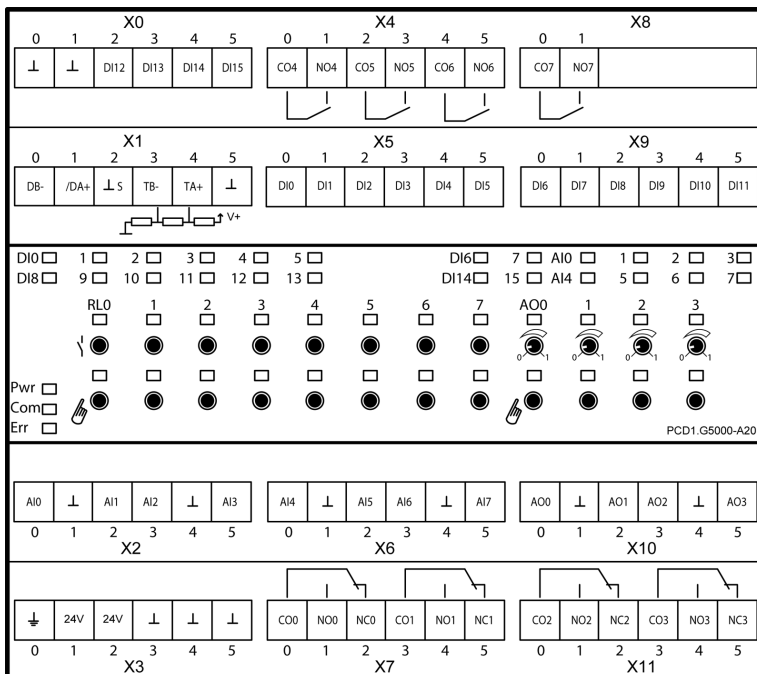 X0 X4 X8
0 1 2 3 4 5 0 1 2 3 4 5 0 1
⊥ ⊥ DI12 DI13 DI14 DI15 CO4 NO4 CO5 NO5 CO6 NO6 CO7 NO7
X1 X5 X9
0 1 2 3 4 5 0 1 2 3 4 5 0 1 2 3 4 5
DB- /DA+ ⊥ S TB- TA+ ⊥ DI0 DI1 DI2 DI3 DI4 DI5 DI6 DI7 DI8 DI9 DI10 DI11
V+
DI0 1 2 3 4 5 DI6 7 AI0 1 2 3
DI8 9 10 11 12 13 DI14 15 AI4 5 6 7
RL0 1 2 3 4 5 6 7 AO0 1 2 3
0 1 0 1 0 1 0 1
Pwr
Com
Err PCD1.G5000-A20
AI0 ⊥ AI1 AI2 ⊥ AI3 AI4 ⊥ AI5 AI6 ⊥ AI7 AO0 ⊥ AO1 AO2 ⊥ AO3
0 1 2 3 4 5 0 1 2 3 4 5 0 1 2 3 4 5
X2 X6 X10
⏚ 24V 24V ⊥ ⊥ ⊥ CO0 NO0 NC0 CO1 NO1 NC1 CO2 NO2 NC2 CO3 NO3 NC3
0 1 2 3 4 5 0 1 2 3 4 5 0 1 2 3 4 5
X3 X7 X11